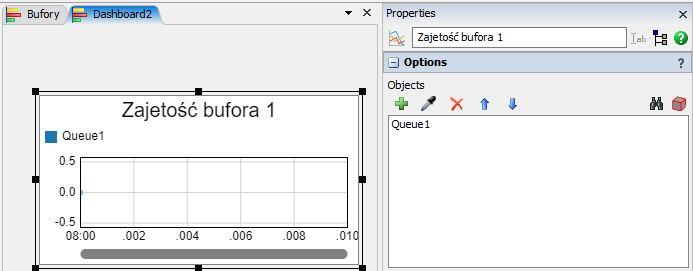 Bufory
Dashboard2
Zajetość bufora 1
Queue1
0.5
0.0
-0.5
08:00 .002 .004 .006 .008 .010
Properties
Zajetość bufora 1
ab
Options
?
Objects
Queue1